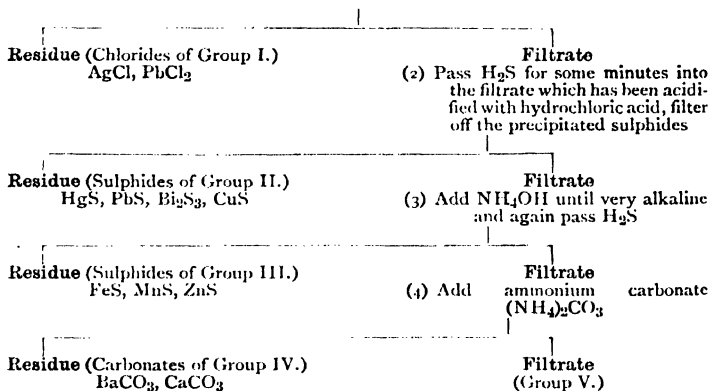 Residue (Chlorides of Group I.)
AgCl, PbCl₂
Filtrate
(2) Pass H₂S for some minutes into
the filtrate which has been acidi-
fied with hydrochloric acid, filter
off the precipitated sulphides
Residue (Sulphides of Group II.)
HgS, PbS, Bi₂S₃, CuS
Filtrate
(3) Add NH₄OH until very alkaline
and again pass H₂S
Residue (Sulphides of Group III.)
FeS, MnS, ZnS
Filtrate
(4) Add ammonium carbonate
(NH₄)₂CO₃
Residue (Carbonates of Group IV.)
BaCO₃, CaCO₃
Filtrate
(Group V.)